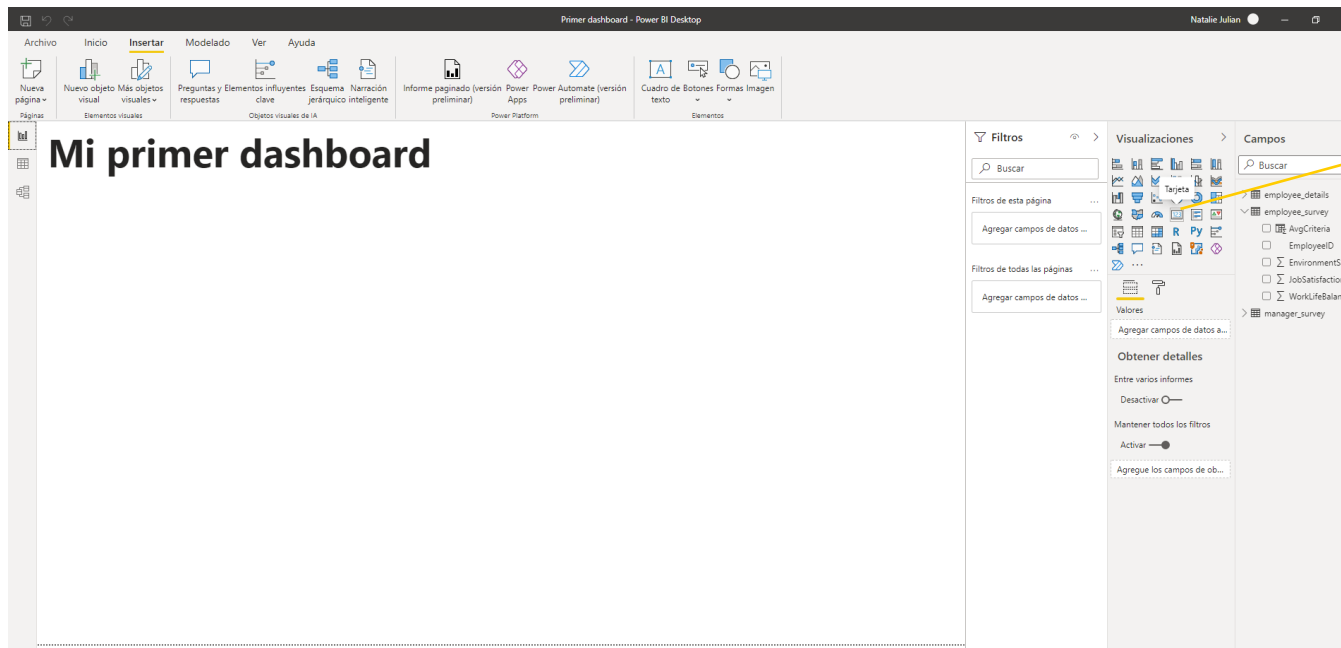 Primer dashboard - Power BI Desktop
Natalie Julian
Archivo Inicio Insertar Modelado Ver Ayuda
Nueva página
Nuevo objeto visual
Más objetos visuales
Preguntas y respuestas
Elementos influyentes clave
Esquema jerárquico
Narración inteligente
Informe paginado (versión preliminar)
Power Apps
Power Automate (versión preliminar)
Cuadro de texto
Botones
Formas
Imagen
Páginas
Elementos visuales
Objetos visuales de IA
Power Platform
Elementos
Mi primer dashboard
Filtros
Buscar
Filtros de esta página ...
Agregar campos de datos ...
Filtros de todas las páginas ...
Agregar campos de datos ...
Visualizaciones
Tarjeta
R Py
...
Valores
Agregar campos de datos a...
Obtener detalles
Entre varios informes
Desactivar
Mantener todos los filtros
Activar
Agregue los campos de ob...
Campos
Buscar
employee_details
employee_survey
AvgCriteria
EmployeeID
∑ EnvironmentS
∑ JobSatisfaction
∑ WorkLifeBalan
manager_survey